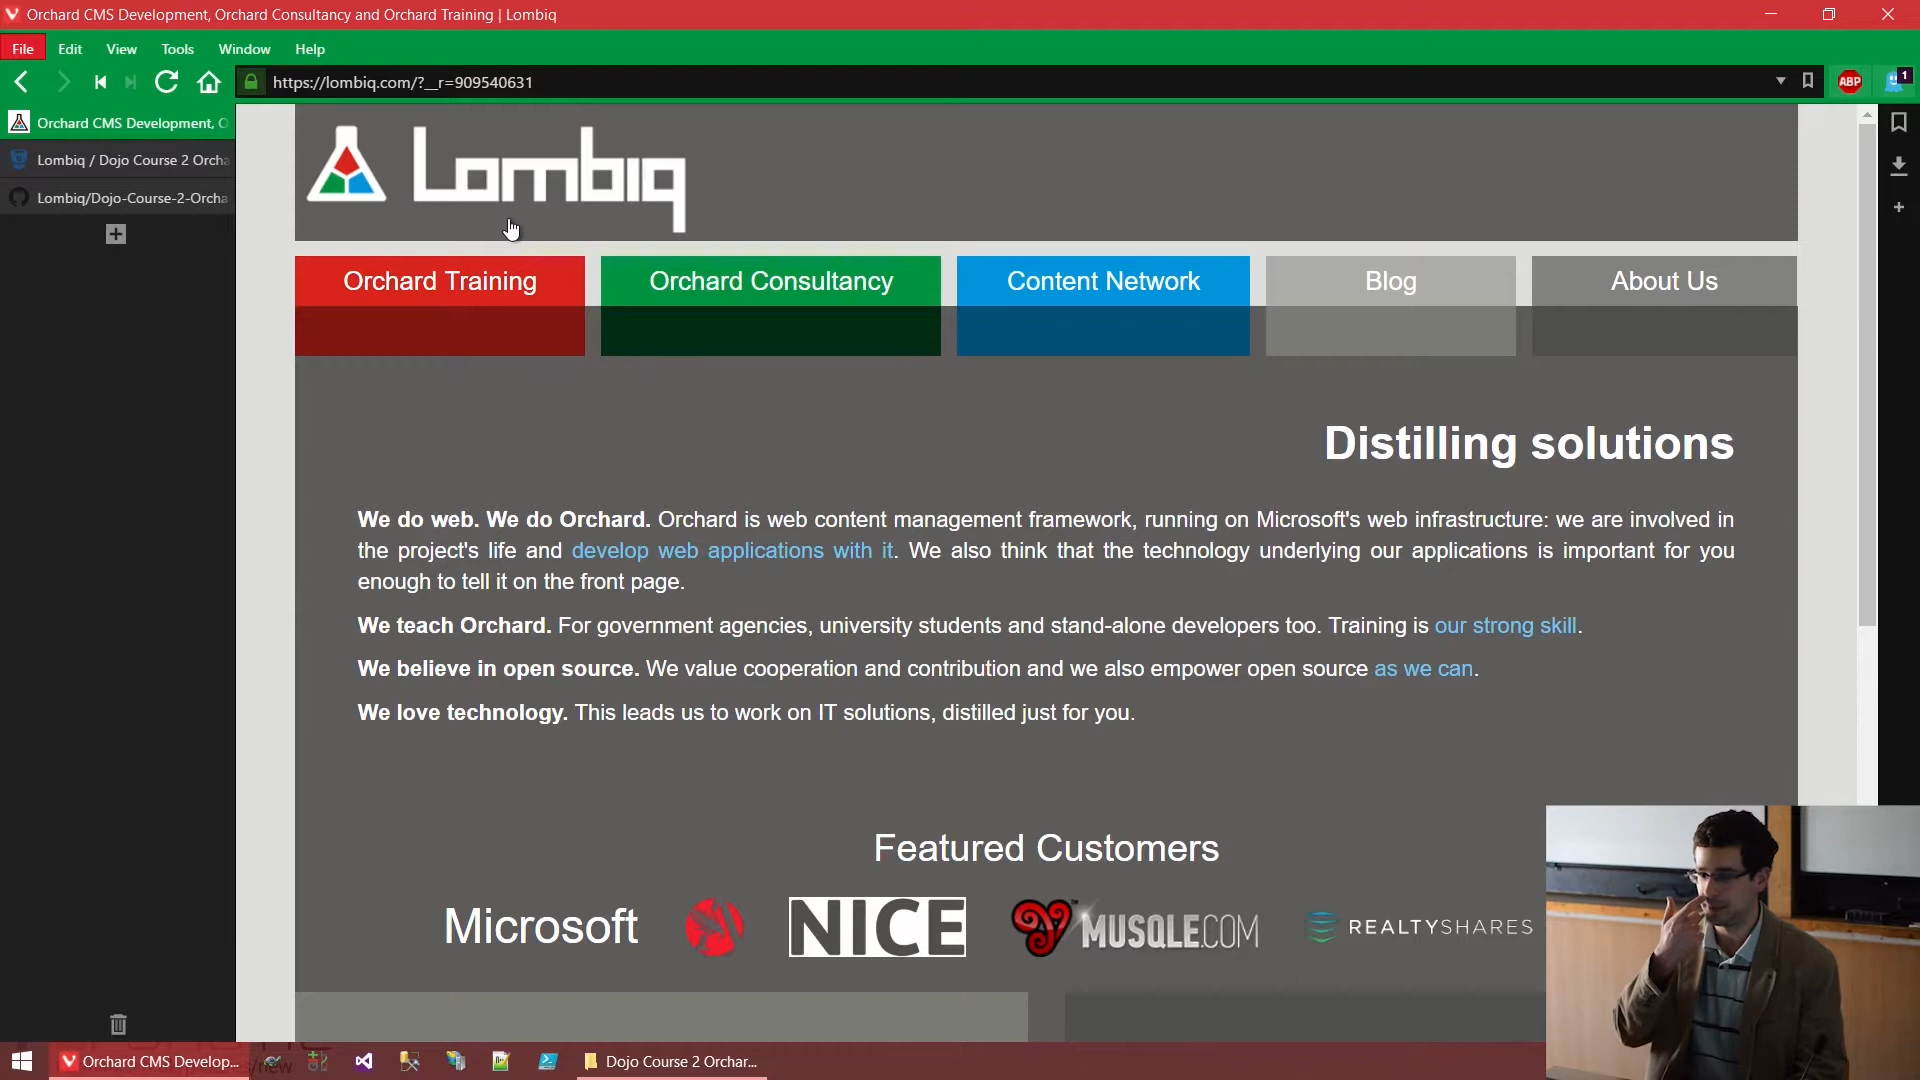 Orchard CMS Development, Orchard Consultancy and Orchard Training | Lombiq
File Edit View Tools Window Help
https://lombiq.com/?__r=909540631
ABP
1
Orchard CMS Development, O
Lombiq / Dojo Course 2 Orcha
Lombiq/Dojo-Course-2-Orcha
Lombiq
Orchard Training
Orchard Consultancy
Content Network
Blog
About Us
Distilling solutions
We do web. We do Orchard. Orchard is web content management framework, running on Microsoft's web infrastructure: we are involved in
the project's life and develop web applications with it. We also think that the technology underlying our applications is important for you
enough to tell it on the front page.
We teach Orchard. For government agencies, university students and stand-alone developers too. Training is our strong skill.
We believe in open source. We value cooperation and contribution and we also empower open source as we can.
We love technology. This leads us to work on IT solutions, distilled just for you.
Featured Customers
Microsoft
NICE
MUSQLE.COM
REALTYSHARES
Orchard CMS Develop...
Dojo Course 2 Orchar...